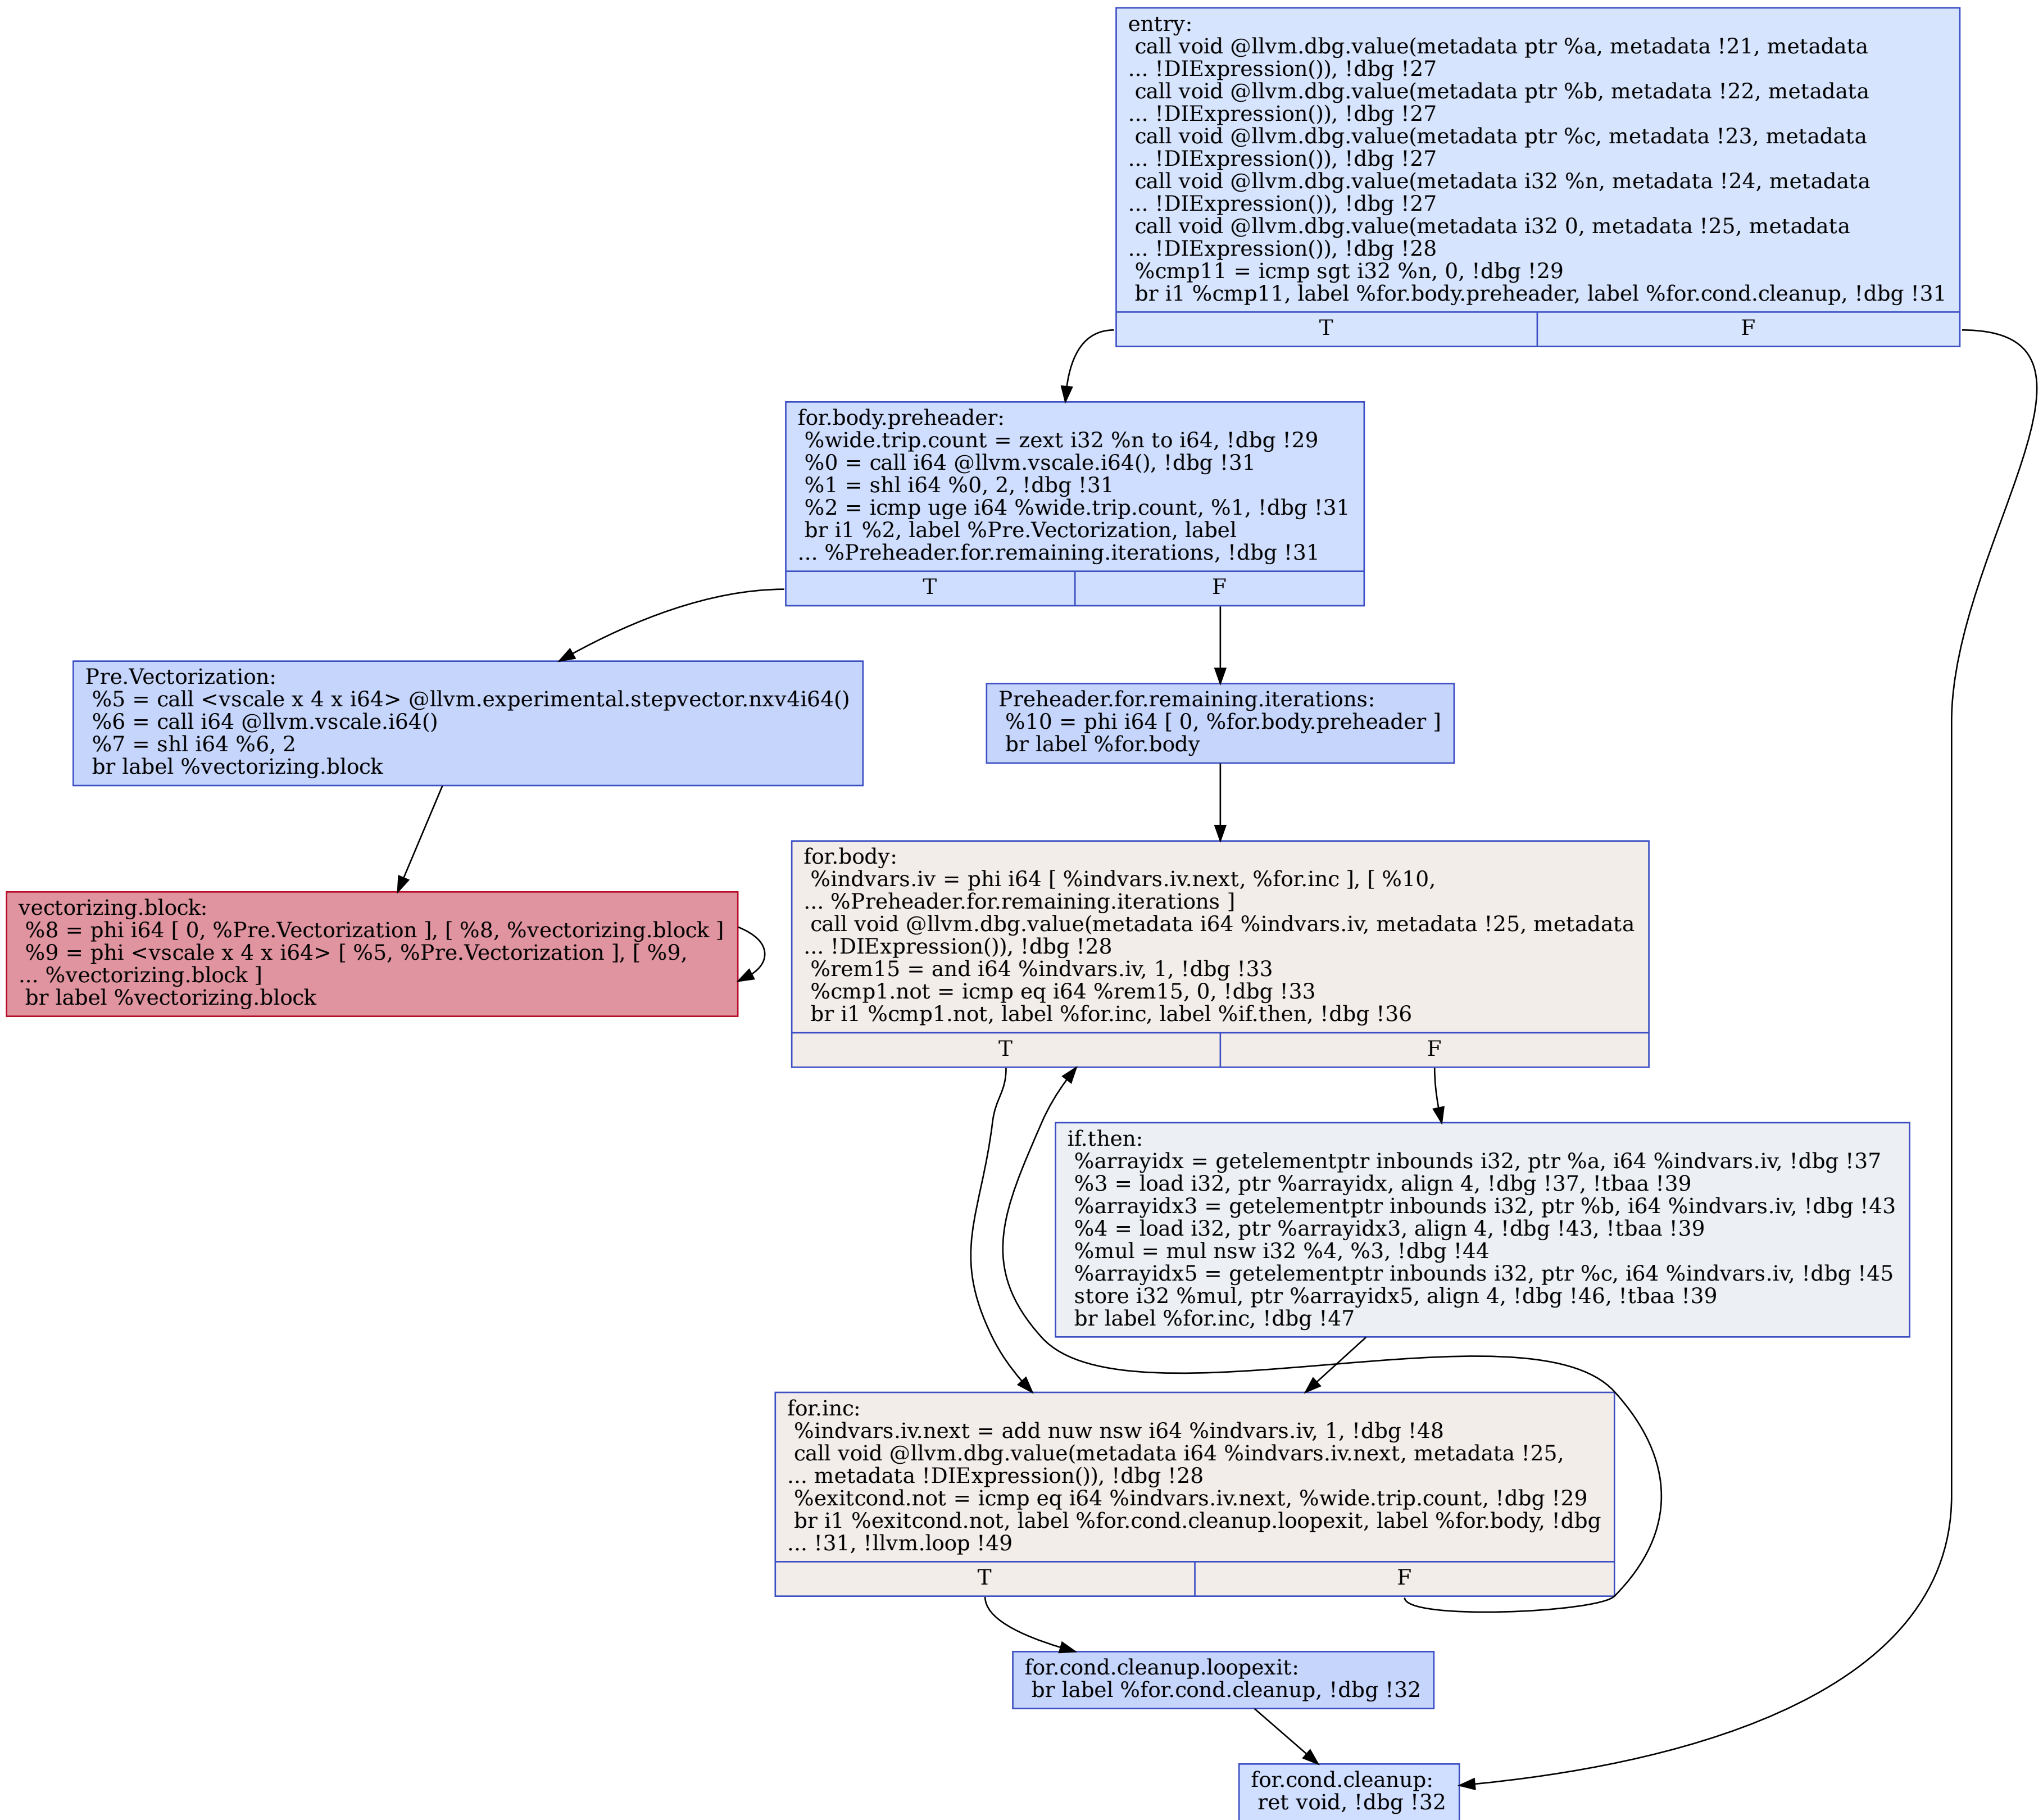 entry:
call void @llvm.dbg.value(metadata ptr %a, metadata !21, metadata
... !DIExpression()), !dbg !27
call void @llvm.dbg.value(metadata ptr %b, metadata !22, metadata
... !DIExpression()), !dbg !27
call void @llvm.dbg.value(metadata ptr %c, metadata !23, metadata
... !DIExpression()), !dbg !27
call void @llvm.dbg.value(metadata i32 %n, metadata !24, metadata
... !DIExpression()), !dbg !27
call void @llvm.dbg.value(metadata i32 0, metadata !25, metadata
... !DIExpression()), !dbg !28
%cmp11 = icmp sgt i32 %n, 0, !dbg !29
br i1 %cmp11, label %for.body.preheader, label %for.cond.cleanup, !dbg !31
T F
for.body.preheader:
%wide.trip.count = zext i32 %n to i64, !dbg !29
%0 = call i64 @llvm.vscale.i64(), !dbg !31
%1 = shl i64 %0, 2, !dbg !31
%2 = icmp uge i64 %wide.trip.count, %1, !dbg !31
br i1 %2, label %Pre.Vectorization, label
... %Preheader.for.remaining.iterations, !dbg !31
T F
Pre.Vectorization:
%5 = call <vscale x 4 x i64> @llvm.experimental.stepvector.nxv4i64()
%6 = call i64 @llvm.vscale.i64()
%7 = shl i64 %6, 2
br label %vectorizing.block
Preheader.for.remaining.iterations:
%10 = phi i64 [ 0, %for.body.preheader ]
br label %for.body
vectorizing.block:
%8 = phi i64 [ 0, %Pre.Vectorization ], [ %8, %vectorizing.block ]
%9 = phi <vscale x 4 x i64> [ %5, %Pre.Vectorization ], [ %9,
... %vectorizing.block ]
br label %vectorizing.block
for.body:
%indvars.iv = phi i64 [ %indvars.iv.next, %for.inc ], [ %10,
... %Preheader.for.remaining.iterations ]
call void @llvm.dbg.value(metadata i64 %indvars.iv, metadata !25, metadata
... !DIExpression()), !dbg !28
%rem15 = and i64 %indvars.iv, 1, !dbg !33
%cmp1.not = icmp eq i64 %rem15, 0, !dbg !33
br i1 %cmp1.not, label %for.inc, label %if.then, !dbg !36
T F
if.then:
%arrayidx = getelementptr inbounds i32, ptr %a, i64 %indvars.iv, !dbg !37
%3 = load i32, ptr %arrayidx, align 4, !dbg !37, !tbaa !39
%arrayidx3 = getelementptr inbounds i32, ptr %b, i64 %indvars.iv, !dbg !43
%4 = load i32, ptr %arrayidx3, align 4, !dbg !43, !tbaa !39
%mul = mul nsw i32 %4, %3, !dbg !44
%arrayidx5 = getelementptr inbounds i32, ptr %c, i64 %indvars.iv, !dbg !45
store i32 %mul, ptr %arrayidx5, align 4, !dbg !46, !tbaa !39
br label %for.inc, !dbg !47
for.inc:
%indvars.iv.next = add nuw nsw i64 %indvars.iv, 1, !dbg !48
call void @llvm.dbg.value(metadata i64 %indvars.iv.next, metadata !25,
... metadata !DIExpression()), !dbg !28
%exitcond.not = icmp eq i64 %indvars.iv.next, %wide.trip.count, !dbg !29
br i1 %exitcond.not, label %for.cond.cleanup.loopexit, label %for.body, !dbg
... !31, !llvm.loop !49
T F
for.cond.cleanup.loopexit:
br label %for.cond.cleanup, !dbg !32
for.cond.cleanup:
ret void, !dbg !32